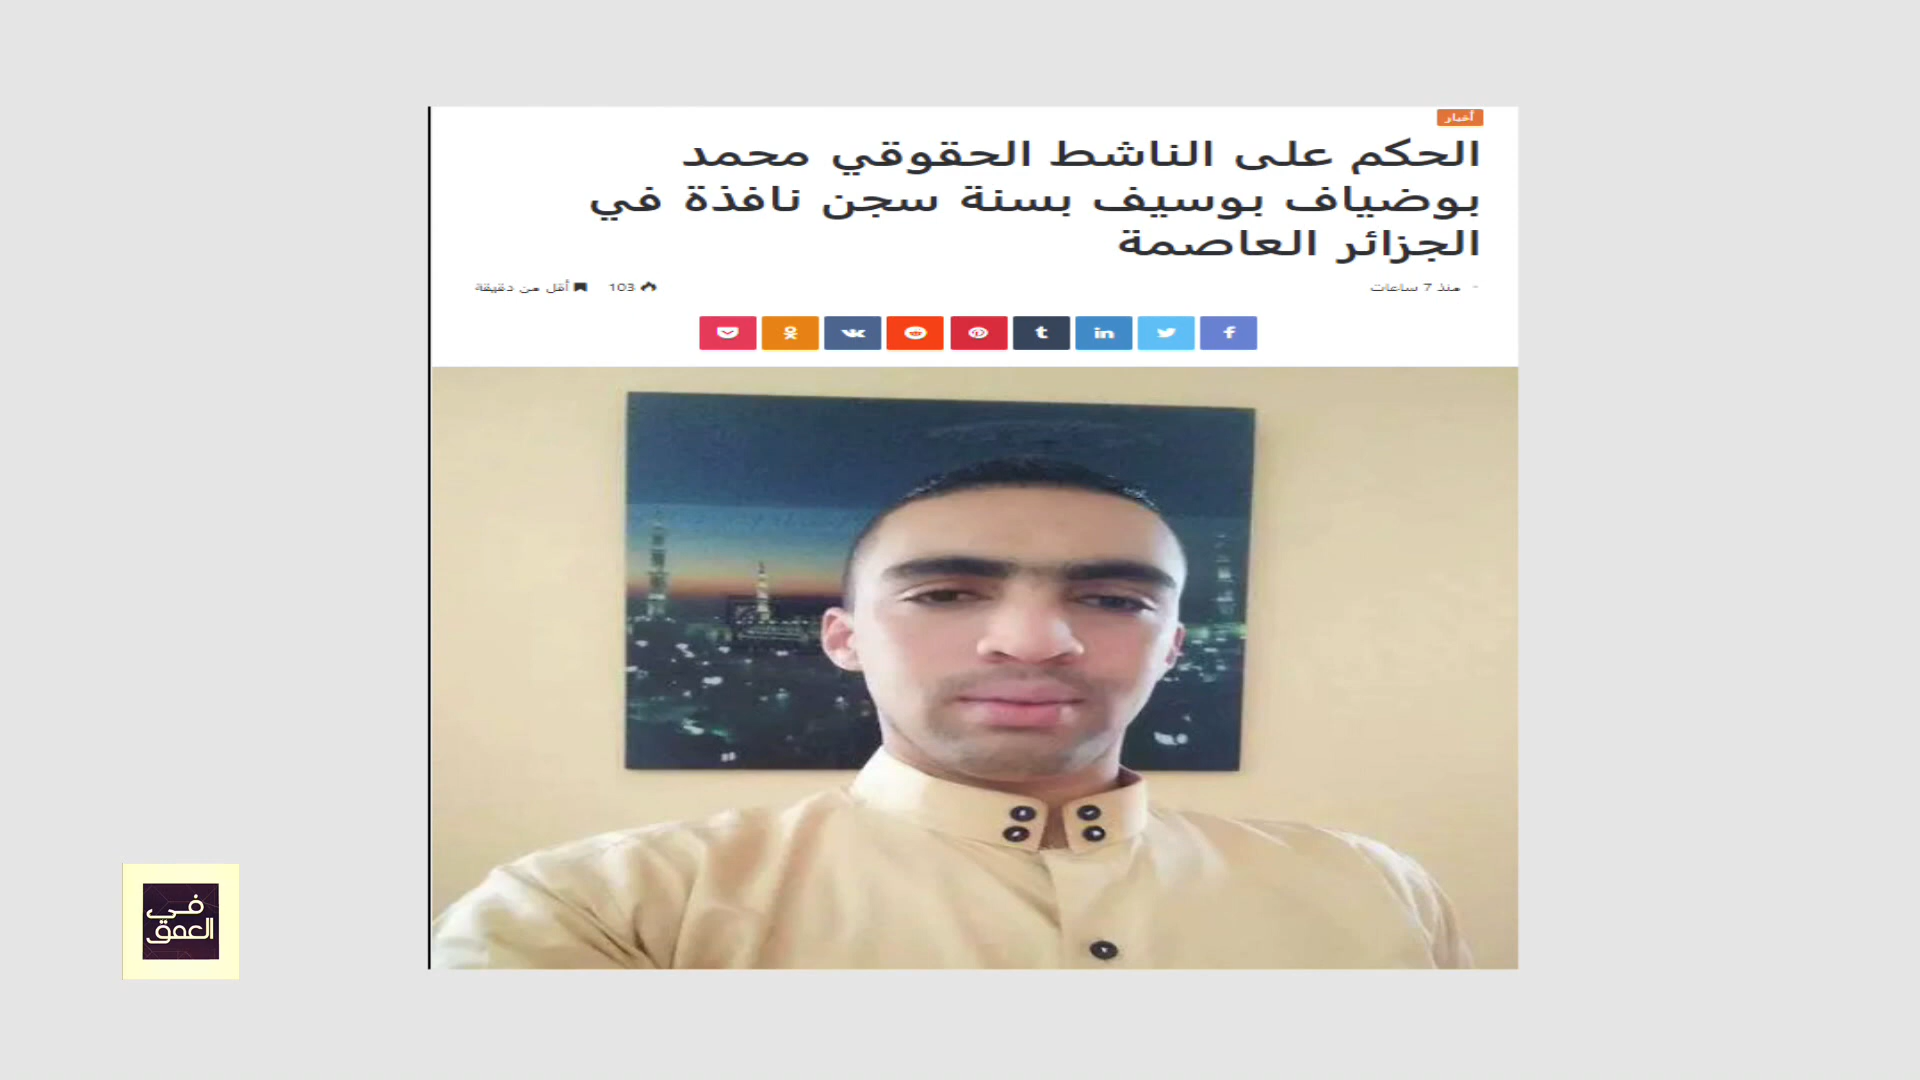 أخبار
الحكم على الناشط الحقوقي محمد
بوضياف بوسيف بسنة سجن نافذة في
الجزائر العاصمة
منذ 7 ساعات
103
أقل من دقيقة
في
العمق